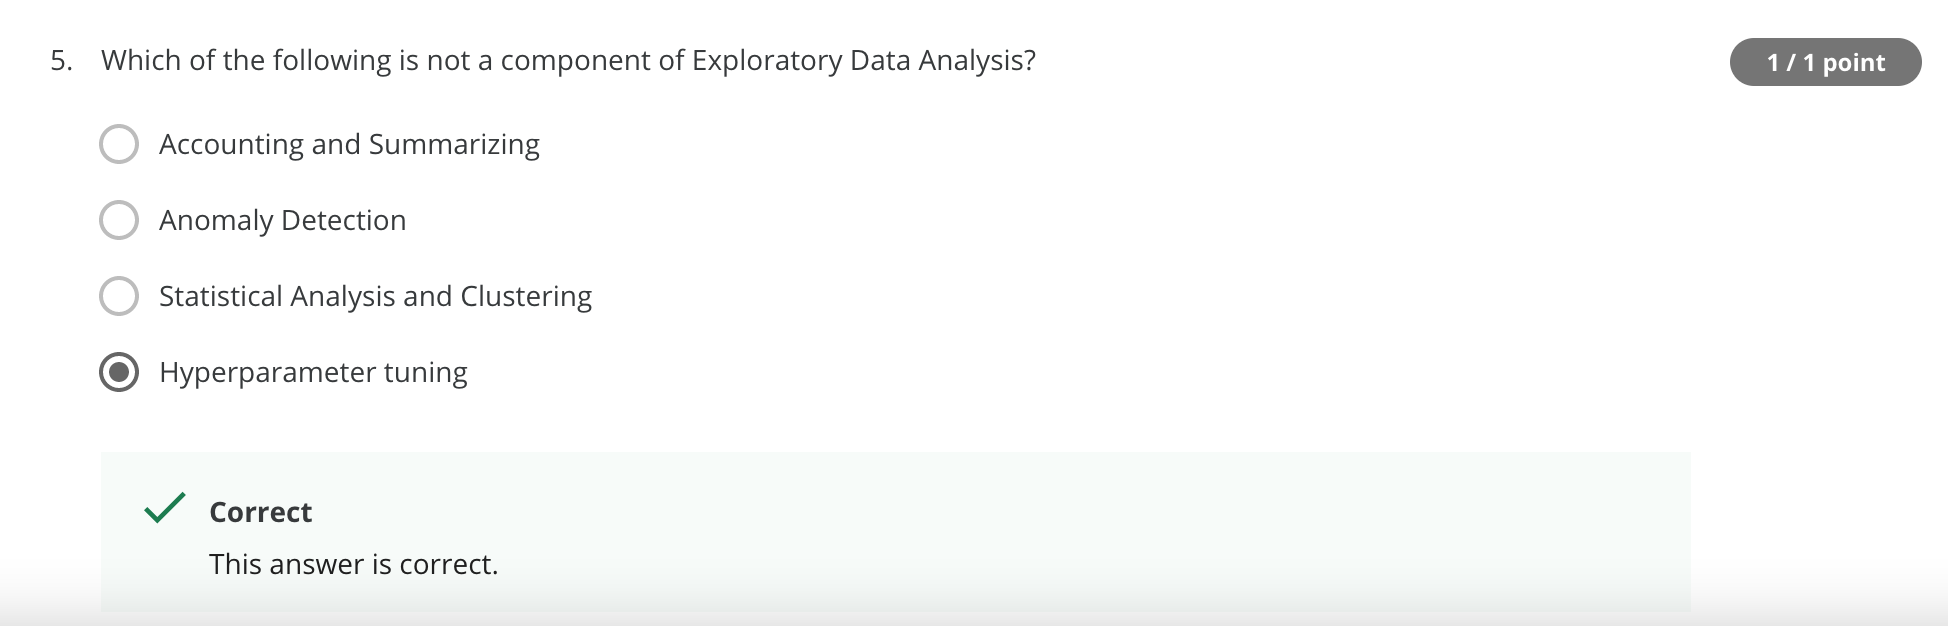 5. Which of the following is not a component of Exploratory Data Analysis?
1 / 1 point
Accounting and Summarizing
Anomaly Detection
Statistical Analysis and Clustering
Hyperparameter tuning
Correct
This answer is correct.